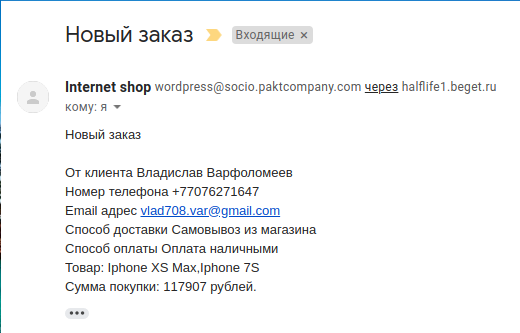 Новый заказ Входящие ×
Internet shop wordpress@socio.paktcompany.com через halflife1.beget.ru
кому: я
Новый заказ
От клиента Владислав Варфоломеев
Номер телефона +77076271647
Email адрес vlad708.var@gmail.com
Способ доставки Самовывоз из магазина
Способ оплаты Оплата наличными
Товар: Iphone XS Max,Iphone 7S
Сумма покупки: 117907 рублей.